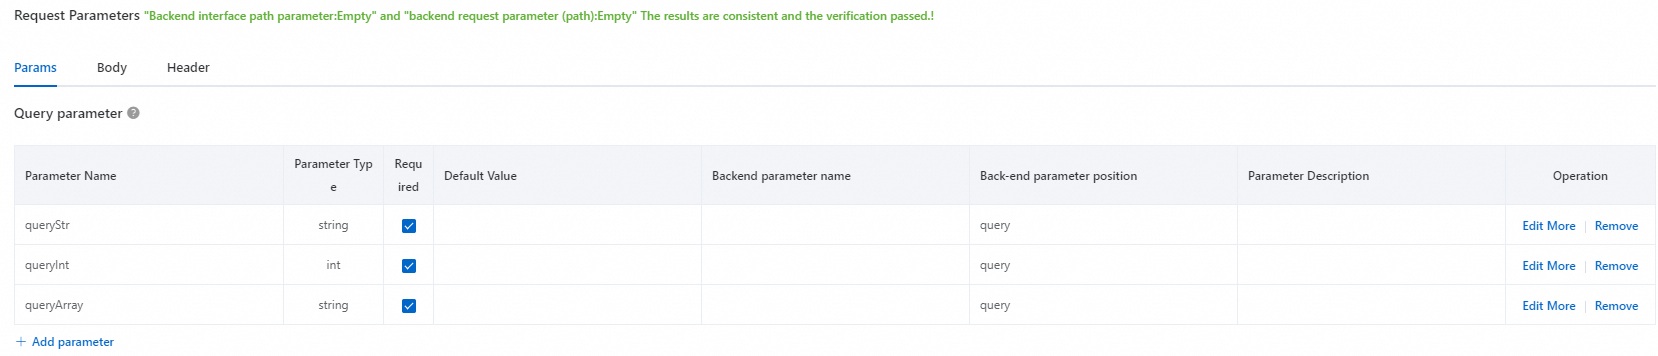 Request Parameters "Backend interface path parameter:Empty" and "backend request parameter (path):Empty" The results are consistent and the verification passed.!
Params Body Header
Query parameter ?
Parameter Name Parameter Typ e Requ ired Default Value Backend parameter name Back-end parameter position Parameter Description Operation
queryStr string query Edit More | Remove
queryInt int query Edit More | Remove
queryArray string query Edit More | Remove
+ Add parameter